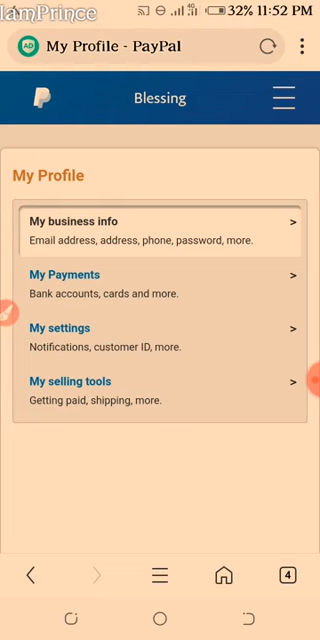 IamPrince
4G
32% 11:52 PM
AD
My Profile - PayPal
Blessing
My Profile
My business info
>
Email address, address, phone, password, more.
My Payments
>
Bank accounts, cards and more.
My settings
>
Notifications, customer ID, more.
My selling tools
>
Getting paid, shipping, more.
4